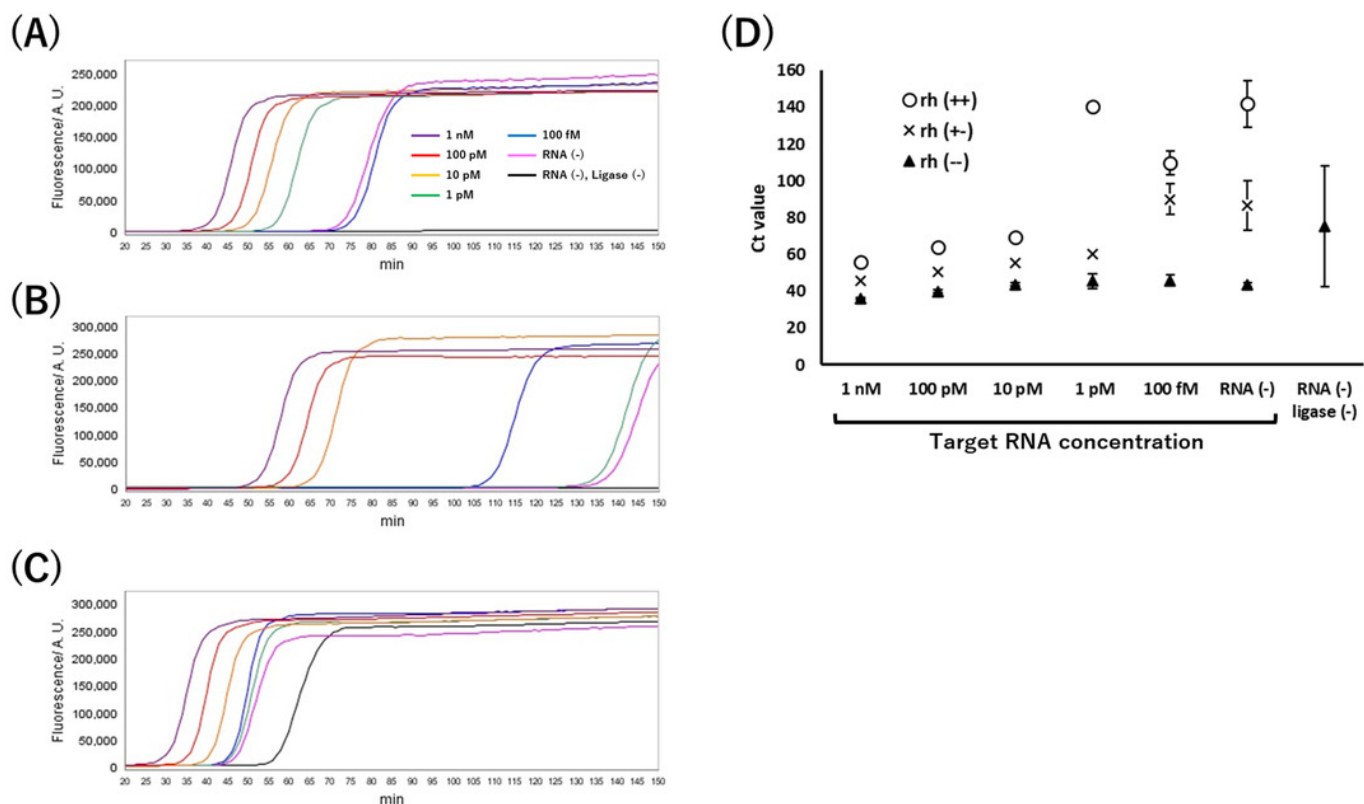 (A)
Fluorescence/ A. U.
250,000
200,000
150,000
100,000
50,000
0
1 nM
100 pM
10 pM
1 pM
100 fM
RNA (-)
RNA (-), Ligase (-)
20 25 30 35 40 45 50 55 60 65 70 75 80 85 90 95 100 105 110 115 120 125 130 135 140 145 150
min
(B)
Fluorescence/ A. U.
300,000
250,000
200,000
150,000
100,000
50,000
0
20 25 30 35 40 45 50 55 60 65 70 75 80 85 90 95 100 105 110 115 120 125 130 135 140 145 150
min
(C)
Fluorescence/ A. U.
300,000
250,000
200,000
150,000
100,000
50,000
0
20 25 30 35 40 45 50 55 60 65 70 75 80 85 90 95 100 105 110 115 120 125 130 135 140 145 150
min
(D)
Ct value
160
140
120
100
80
60
40
20
0
rh (++)
rh (+-)
rh (--)
1 nM 100 pM 10 pM 1 pM 100 fM RNA (-) RNA (-)
ligase (-)
Target RNA concentration